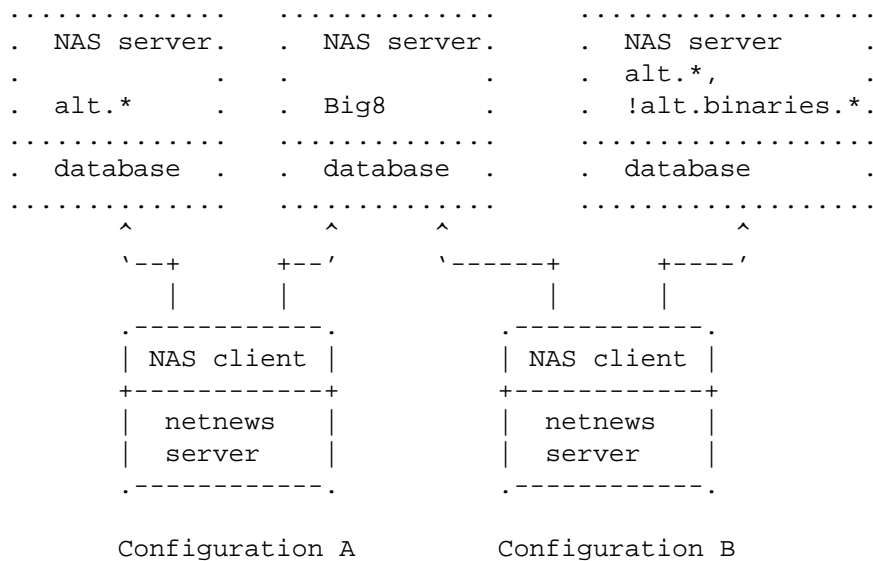 NAS server NAS server NAS server
alt.*,
alt.* Big8 !alt.binaries.*
database database database
NAS client NAS client
netnews netnews
server server
Configuration A Configuration B